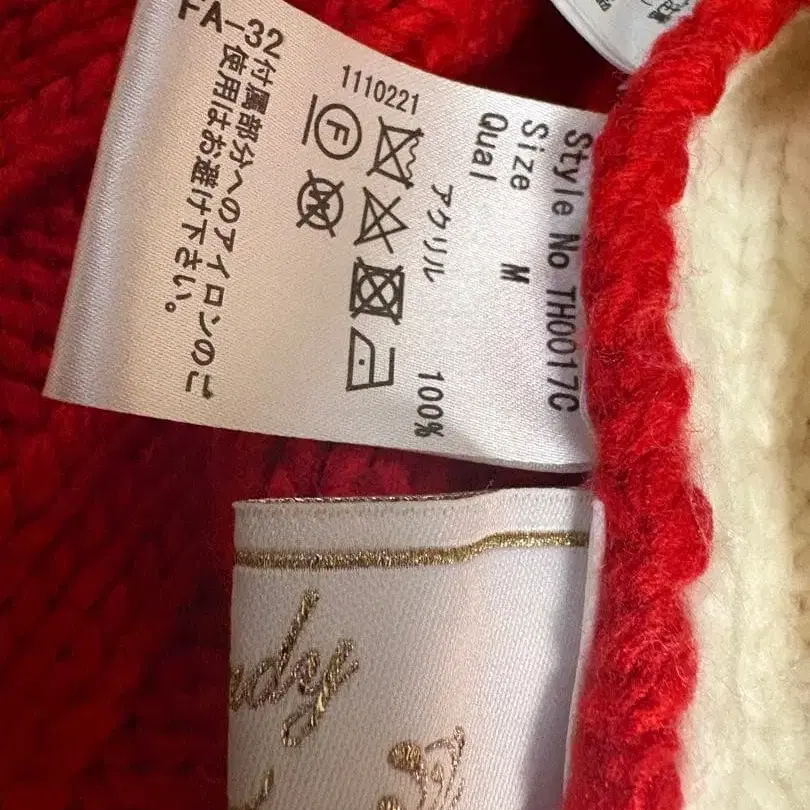 Style No TH0017C
Size M
Qual
アクリル 100%
1110221
F
FA-32
付属部分へのアイロンのご
使用はお避け下さい。